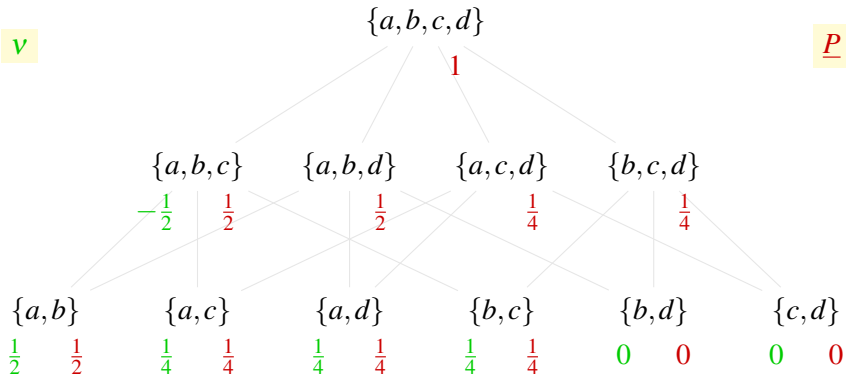 {a,b,c,d}
ν P
1
{a,b,c} {a,b,d} {a,c,d} {b,c,d}
−1/2 1/2 1/2 1/4 1/4
{a,b} {a,c} {a,d} {b,c} {b,d} {c,d}
1/2 1/2 1/4 1/4 1/4 1/4 1/4 1/4 0 0 0 0